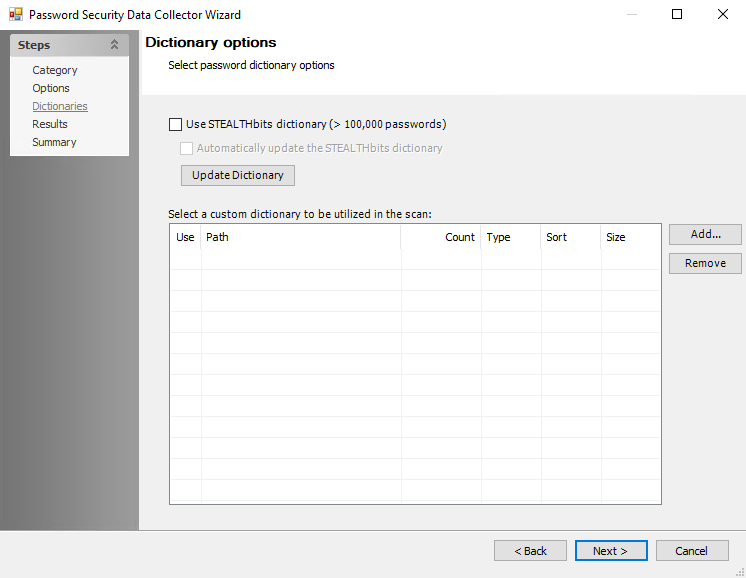 Password Security Data Collector Wizard
Steps
Category
Options
Dictionaries
Results
Summary
Dictionary options
Select password dictionary options
Use STEALTHbits dictionary (> 100,000 passwords)
Automatically update the STEALTHbits dictionary
Update Dictionary
Select a custom dictionary to be utilized in the scan:
Use Path Count Type Sort Size
Add...
Remove
< Back Next > Cancel